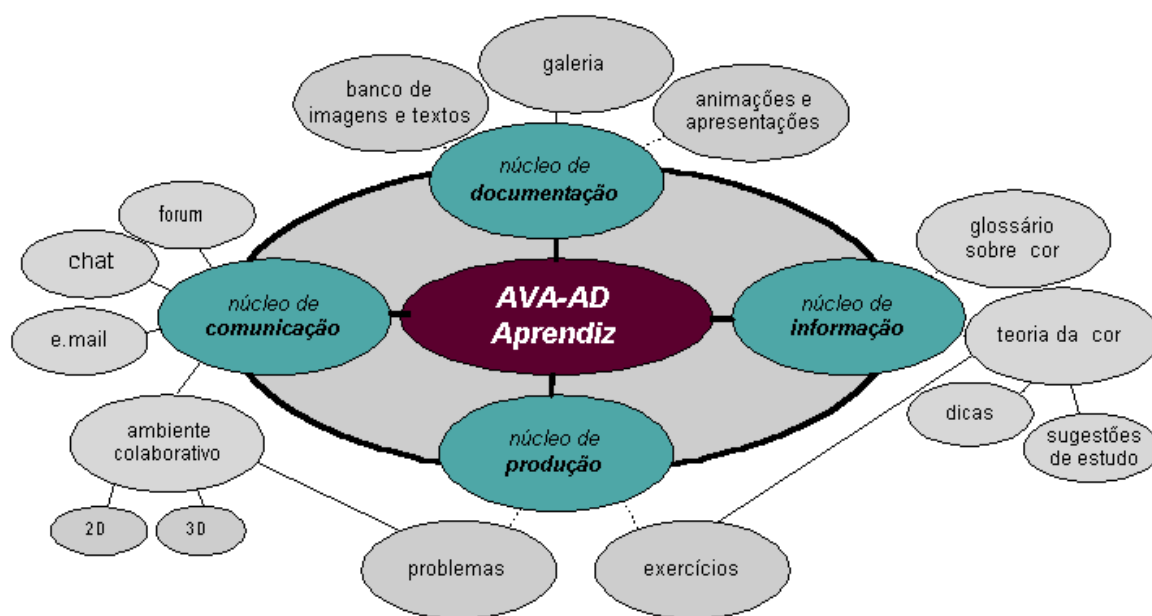 galeria
banco de
imagens e textos
animações e
apresentações
núcleo de
documentação
forum
glossário
sobre cor
chat
núcleo de
comunicação
AVA-AD
Aprendiz
núcleo de
informação
e.mail
teoria da cor
dicas
sugestões
de estudo
ambiente
colaborativo
núcleo de
produção
2D
3D
problemas
exercícios